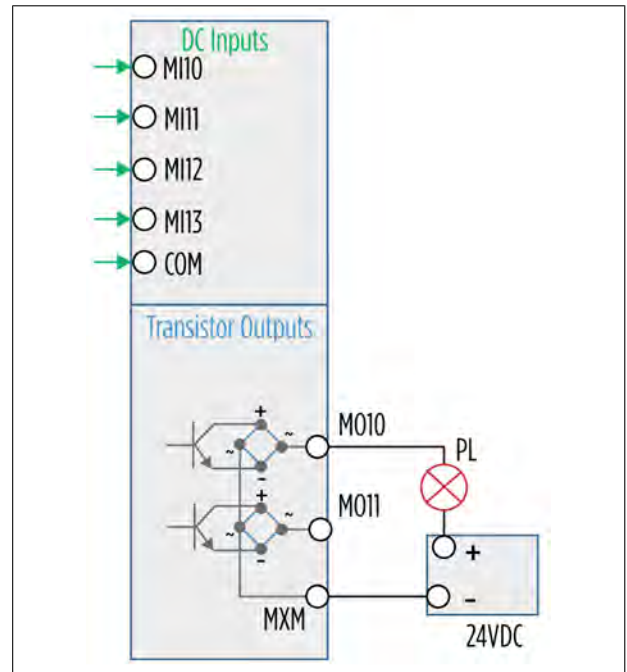 DC Inputs
MI10
MI11
MI12
MI13
COM
Transistor Outputs
+
~
~
-
MO10
PL
+
~
~
-
MO11
+
-
MXM
24VDC